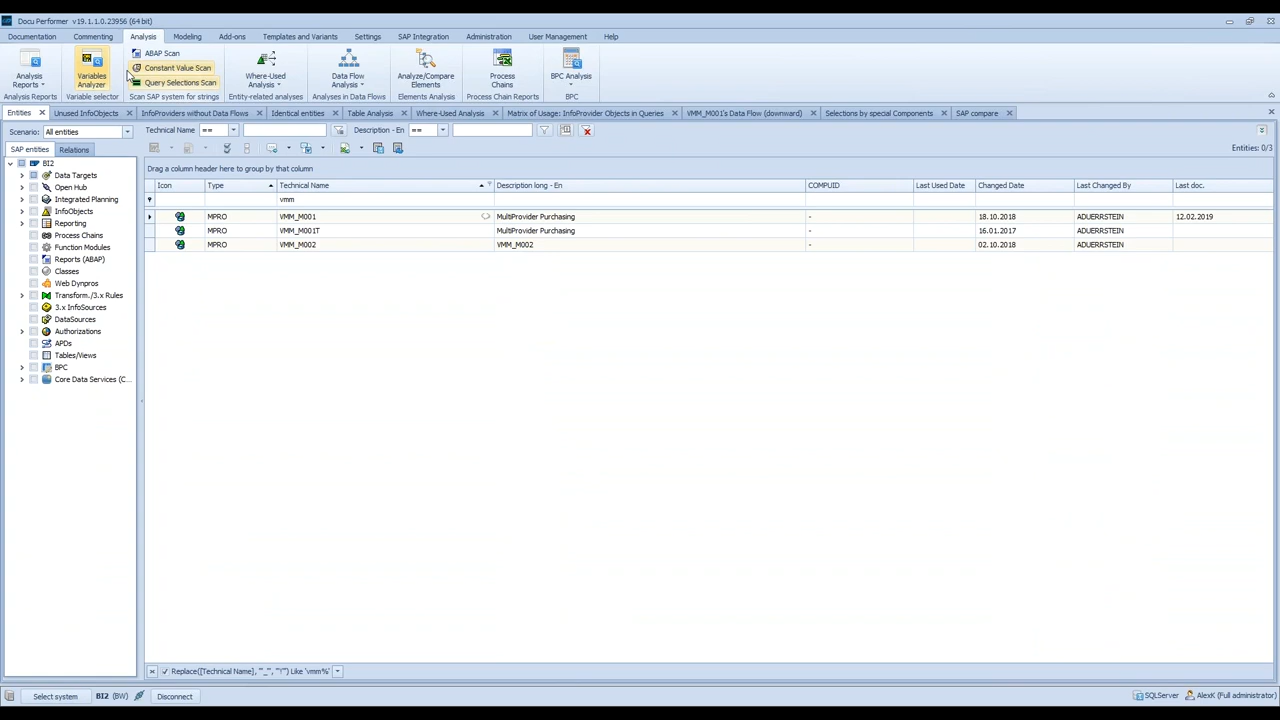 Docu Performer v19.1.1.0.23956 (64 bit)
Documentation Commenting Analysis Modeling Add-ons Templates and Variants Settings SAP Integration Administration User Management Help
Analysis Reports
Variables Analyzer
ABAP Scan
Constant Value Scan
Query Selections Scan
Where-Used Analysis
Data Flow Analysis
Analyze/Compare Elements
Process Chains
BPC Analysis
Analysis Reports Variable selector Scan SAP system for strings Entity-related analyses Analyses in Data Flows Elements Analysis Process Chain Reports BPC
Entities Unused InfoObjects InfoProviders without Data Flows Identical entities Table Analysis Where-Used Analysis Matrix of Usage: InfoProvider Objects in Queries VMM_M001's Data Flow (downward) Selections by special Components SAP compare
Scenario: All entities Technical Name == Description - En ==
SAP entities Relations
Entities: 0/3
BI2
Data Targets
Open Hub
Integrated Planning
InfoObjects
Reporting
Process Chains
Function Modules
Reports (ABAP)
Classes
Web Dynpros
Transform./3.x Rules
3.x InfoSources
DataSources
Authorizations
APDs
Tables/Views
BPC
Core Data Services (C...
Drag a column header here to group by that column
Icon Type Technical Name Description long - En COMPUID Last Used Date Changed Date Last Changed By Last doc.
vmm
MPRO VMM_M001 MultiProvider Purchasing - 18.10.2018 ADUERRSTEIN 12.02.2019
MPRO VMM_M001T MultiProvider Purchasing - 16.01.2017 ADUERRSTEIN
MPRO VMM_M002 VMM_M002 - 02.10.2018 ADUERRSTEIN
Select system BI2 (BW) Disconnect SQLServer AlexK (Full administrator)